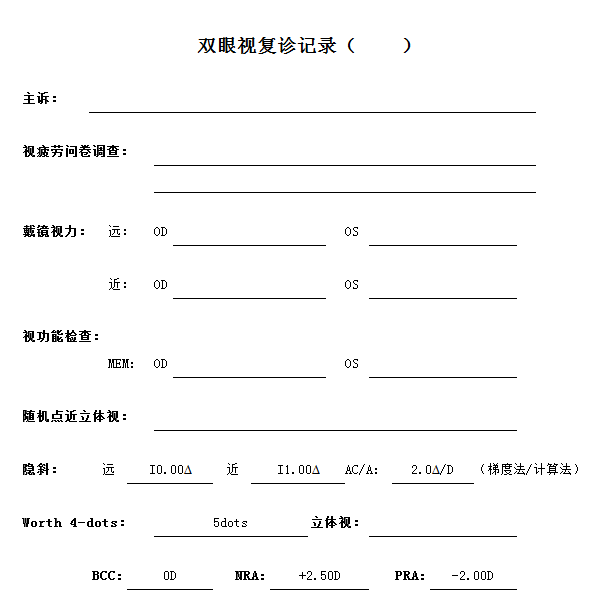 双眼视复诊记录（　　）
主诉：
视疲劳问卷调查：
戴镜视力： 远： OD OS
近： OD OS
视功能检查：
MEM： OD OS
随机点近立体视：
隐斜： 远 I0.00Δ 近 I1.00Δ AC/A： 2.0Δ/D （梯度法/计算法）
Worth 4-dots： 5dots 立体视：
BCC： 0D NRA： +2.50D PRA： -2.00D